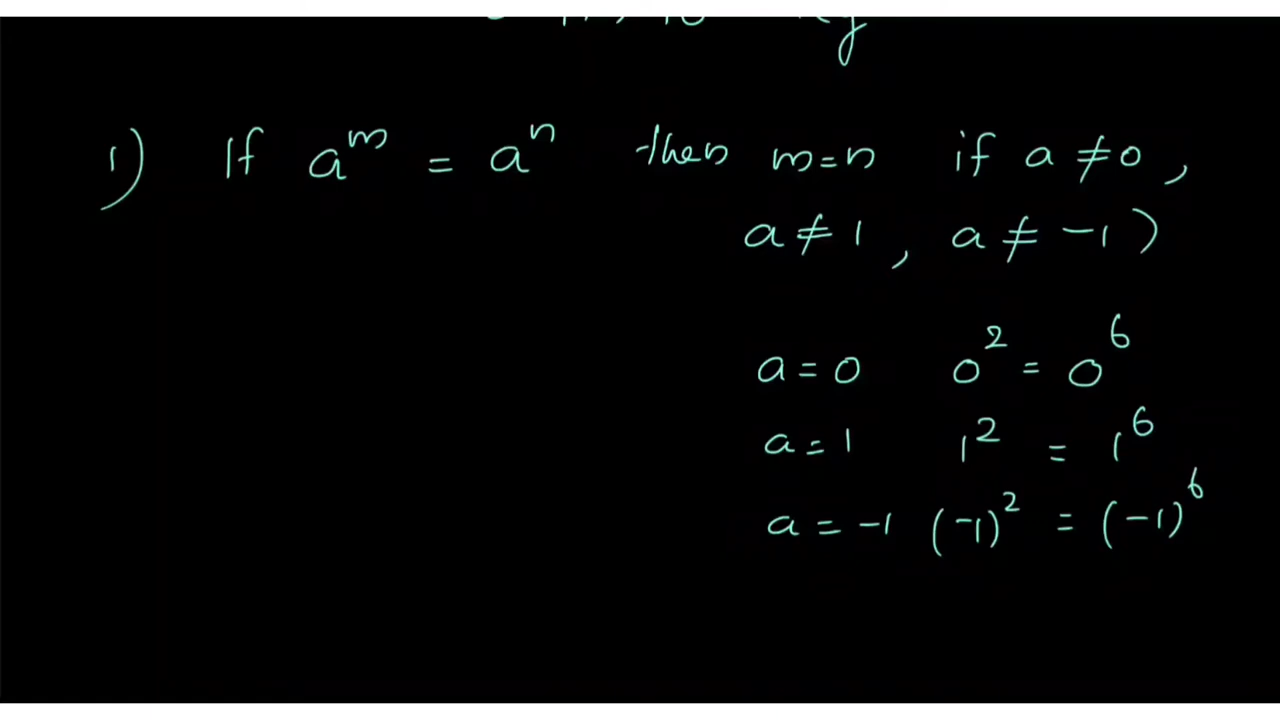 1) If a^m = a^n then m=n if a ≠ 0,
a ≠ 1, a ≠ -1)
a = 0 0^2 = 0^6
a = 1 1^2 = 1^6
a = -1 (-1)^2 = (-1)^6